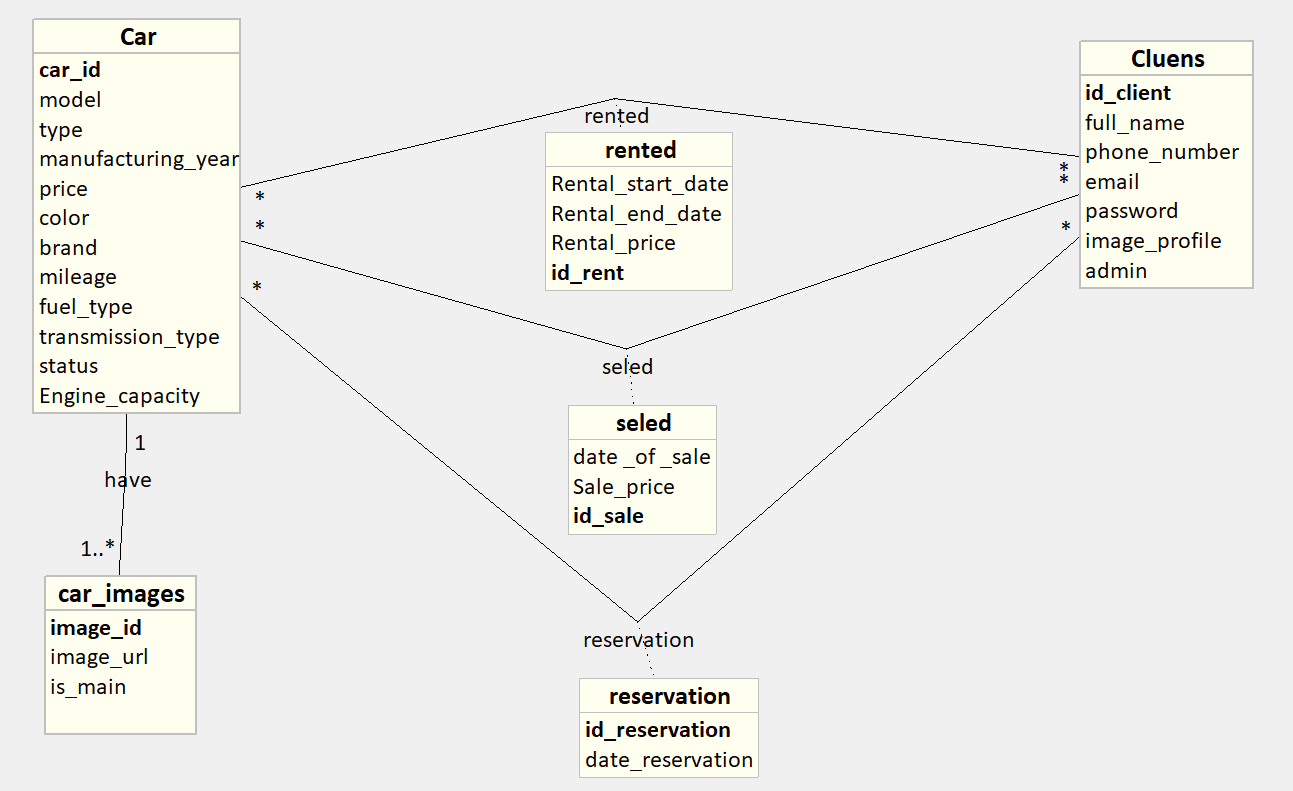 Car
car_id
model
type
manufacturing_year
price
color
brand
mileage
fuel_type
transmission_type
status
Engine_capacity
1
have
1..*
car_images
image_id
image_url
is_main
*
*
*
rented
rented
Rental_start_date
Rental_end_date
Rental_price
id_rent
seled
seled
date _of _sale
Sale_price
id_sale
reservation
reservation
id_reservation
date_reservation
*
*
*
Cluens
id_client
full_name
phone_number
email
password
image_profile
admin